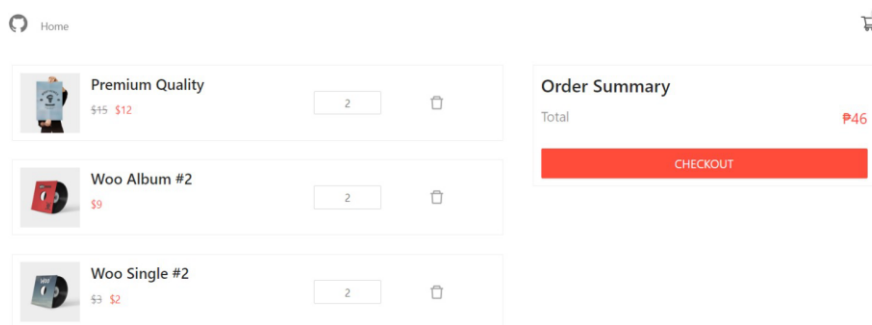 Home
Premium Quality
$15 $12
2
Woo Album #2
$9
2
Woo Single #2
$3 $2
2
Order Summary
Total
₱46
CHECKOUT